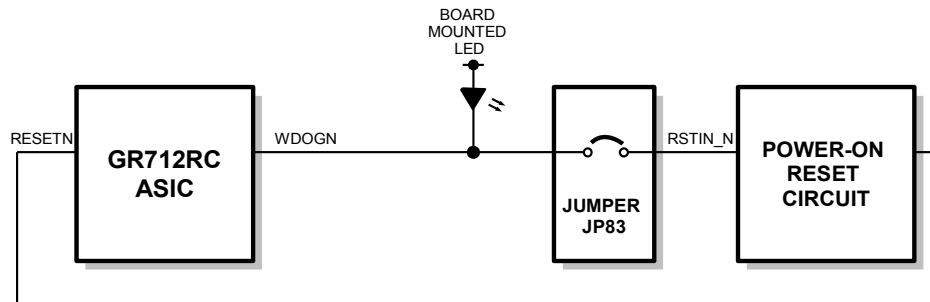 BOARD
MOUNTED
LED
RESETN
GR712RC
ASIC
WDOGN
JUMPER
JP83
RSTIN_N
POWER-ON
RESET
CIRCUIT